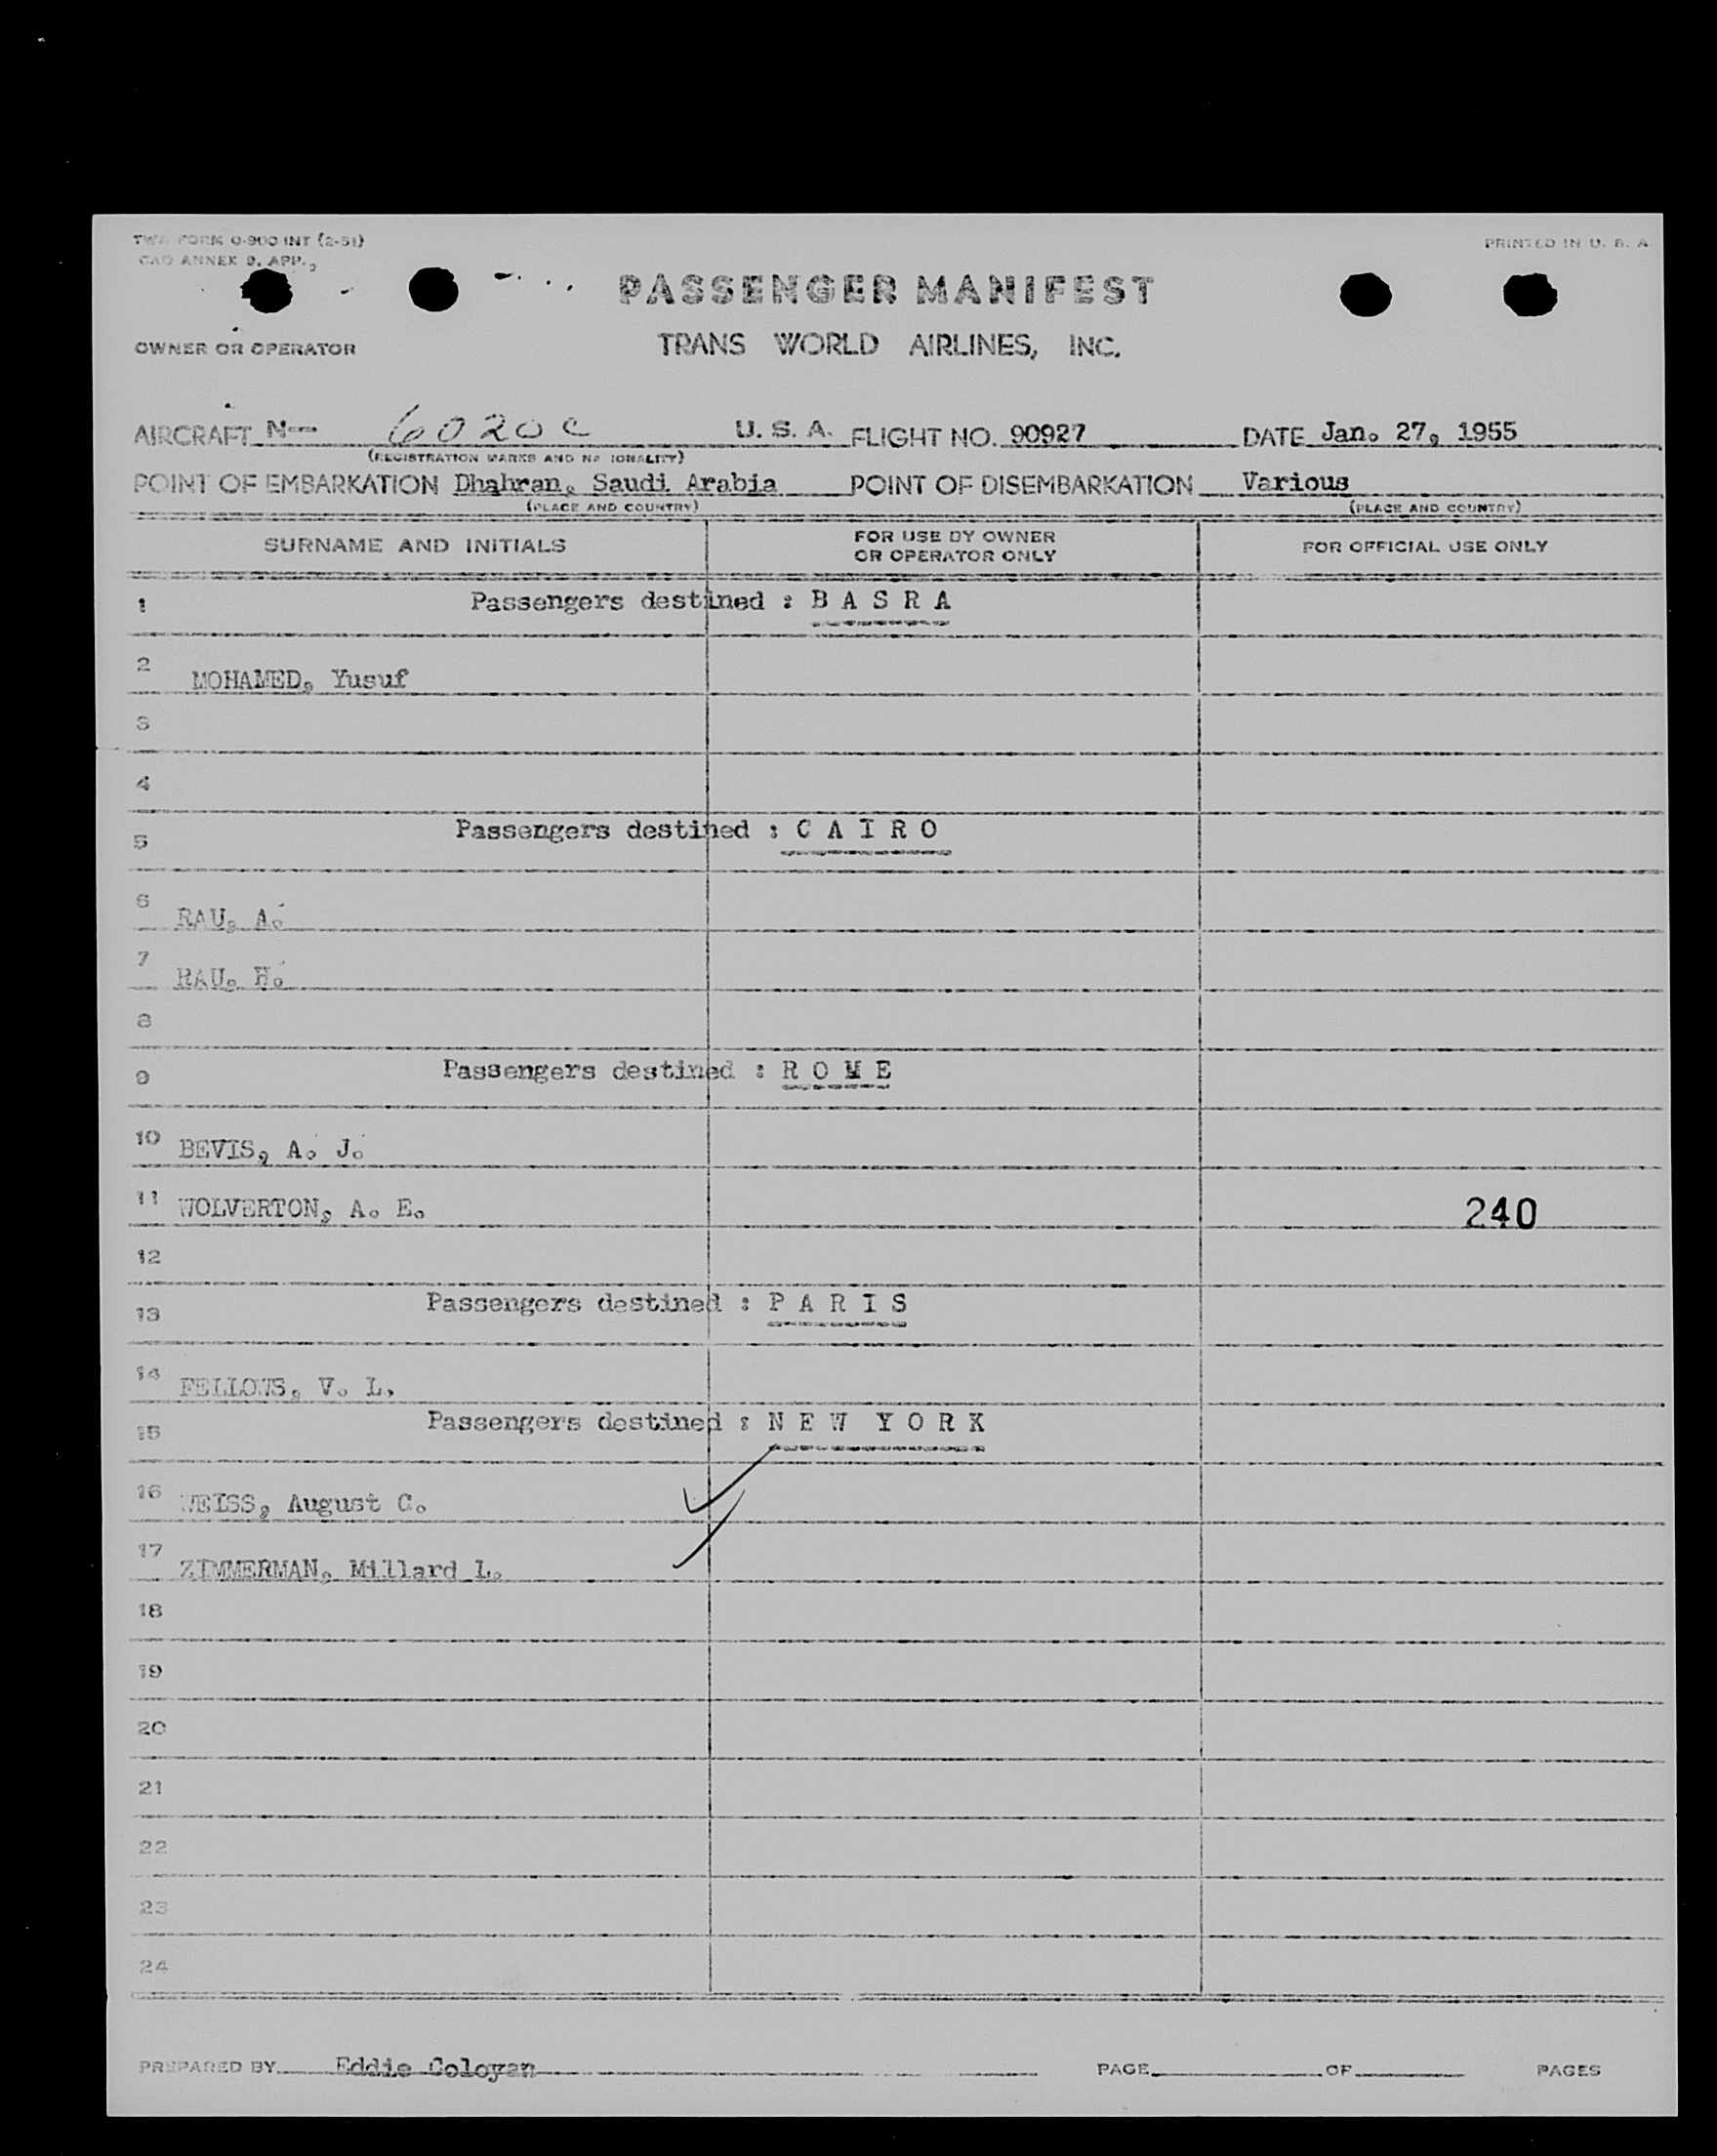 TWA FORM O-900-INT (2-51)
PRINTED IN U. S. A.
ICAO ANNEX 9, APP. 2
PASSENGER MANIFEST
OWNER OR OPERATOR TRANS WORLD AIRLINES, INC.
AIRCRAFT N-- 6020C U. S. A. FLIGHT NO. 90927 DATE Jan. 27, 1955
(REGISTRATION MARKS AND NATIONALITY)
POINT OF EMBARKATION Dhahran, Saudi Arabia POINT OF DISEMBARKATION Various
(PLACE AND COUNTRY) (PLACE AND COUNTRY)
SURNAME AND INITIALS
FOR USE BY OWNER
OR OPERATOR ONLY
FOR OFFICIAL USE ONLY
1 Passengers destined : B A S R A
2 MOHAMED, Yusuf
3
4
5 Passengers destined : C A I R O
6 RAU, A.
7 RAU. H.
8
9 Passengers destined : R O M E
10 BEVIS, A. J.
11 WOLVERTON, A. E. 240
12
13 Passengers destined : P A R I S
14 FELLOWS, V. L.
15 Passengers destined : N E W Y O R K
16 WEISS, August C.
17 ZIMMERMAN, Millard L.
18
19
20
21
22
23
24
PREPARED BY Eddie Coloyan PAGE OF PAGES